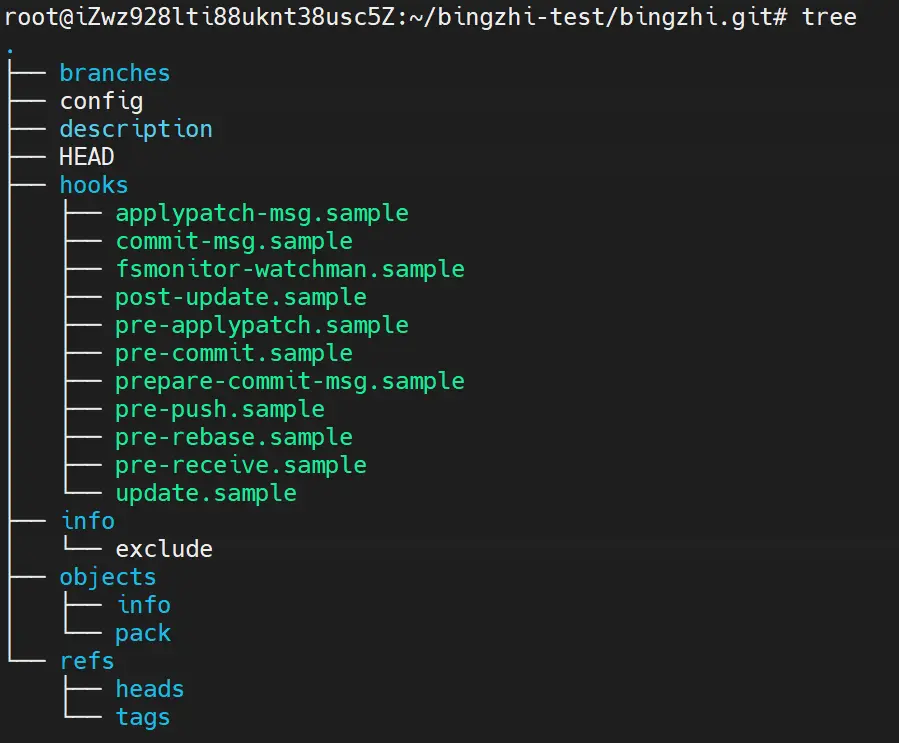 root@iZwz928lti88uknt38usc5Z:~/bingzhi-test/bingzhi.git# tree
.
├── branches
├── config
├── description
├── HEAD
├── hooks
│   ├── applypatch-msg.sample
│   ├── commit-msg.sample
│   ├── fsmonitor-watchman.sample
│   ├── post-update.sample
│   ├── pre-applypatch.sample
│   ├── pre-commit.sample
│   ├── prepare-commit-msg.sample
│   ├── pre-push.sample
│   ├── pre-rebase.sample
│   ├── pre-receive.sample
│   └── update.sample
├── info
│   └── exclude
├── objects
│   ├── info
│   └── pack
└── refs
    ├── heads
    └── tags